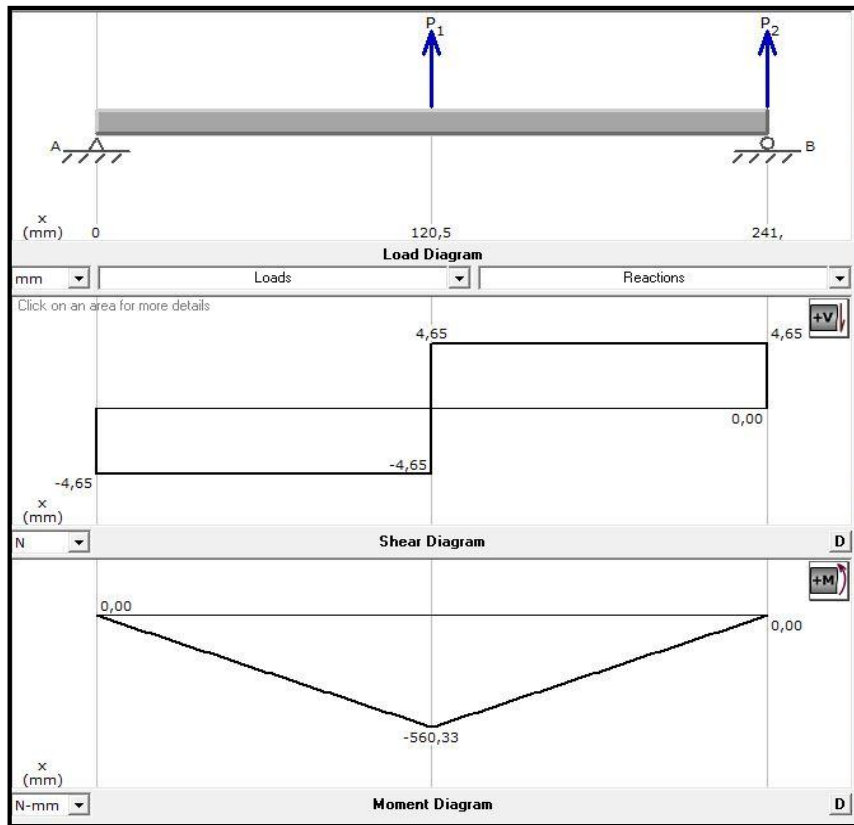 P1 P2
A B
x
(mm) 0 120,5 241,
Load Diagram
mm Loads Reactions
Click on an area for more details
+V
4,65 4,65
0,00
-4,65 -4,65
x
(mm)
N Shear Diagram D
+M
0,00 0,00
-560,33
x
(mm)
N-mm Moment Diagram D